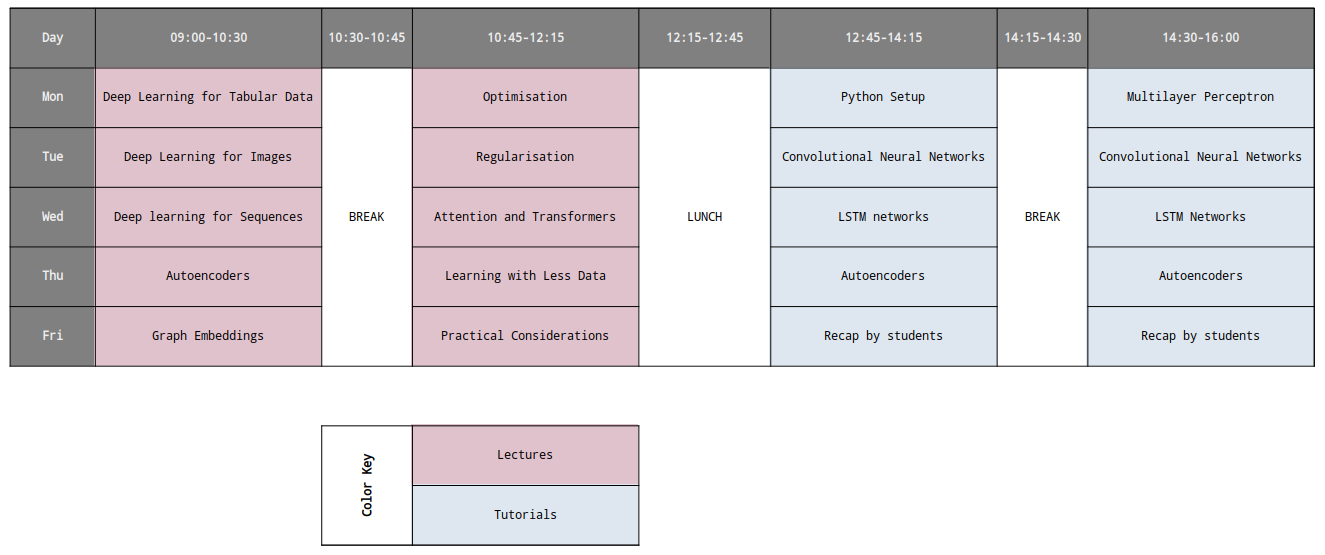 Day 09:00-10:30 10:30-10:45 10:45-12:15 12:15-12:45 12:45-14:15 14:15-14:30 14:30-16:00
Mon Deep Learning for Tabular Data Optimisation Python Setup Multilayer Perceptron
Tue Deep Learning for Images Regularisation Convolutional Neural Networks Convolutional Neural Networks
Wed Deep learning for Sequences BREAK Attention and Transformers LUNCH LSTM networks BREAK LSTM Networks
Thu Autoencoders Learning with Less Data Autoencoders Autoencoders
Fri Graph Embeddings Practical Considerations Recap by students Recap by students
Color Key
Lectures
Tutorials